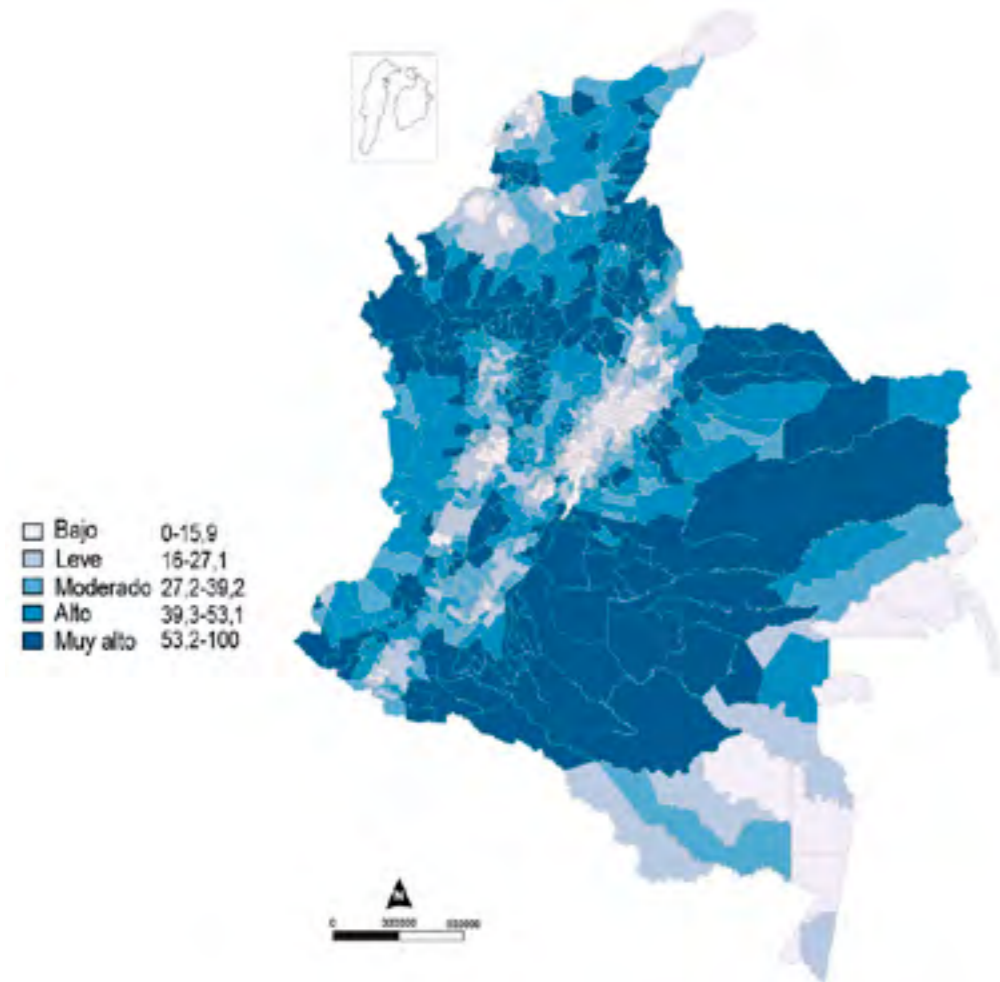 Bajo 0-15,9
Leve 16-27,1
Moderado 27,2-39,2
Alto 39,3-53,1
Muy alto 53,2-100
N
0